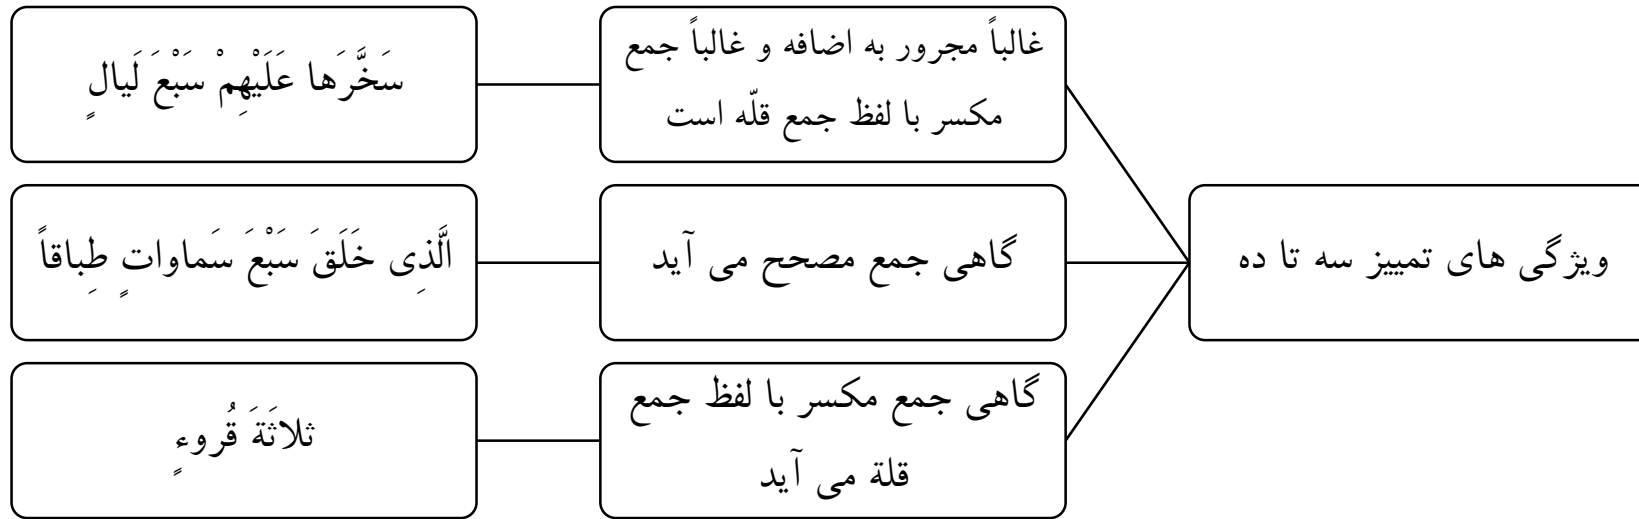 ویژگی های تمییز سه تا ده
غالباً مجرور به اضافه و غالباً جمع
مکسر با لفظ جمع قلّه است
سَخَّرَها عَلَیْهِمْ سَبْعَ لَیالٍ
گاهی جمع مصحح می آید
الَّذِی خَلَقَ سَبْعَ سَماواتٍ طِباقاً
گاهی جمع مکسر با لفظ جمع
قلة می آید
ثلاثَةَ قُروءٍ